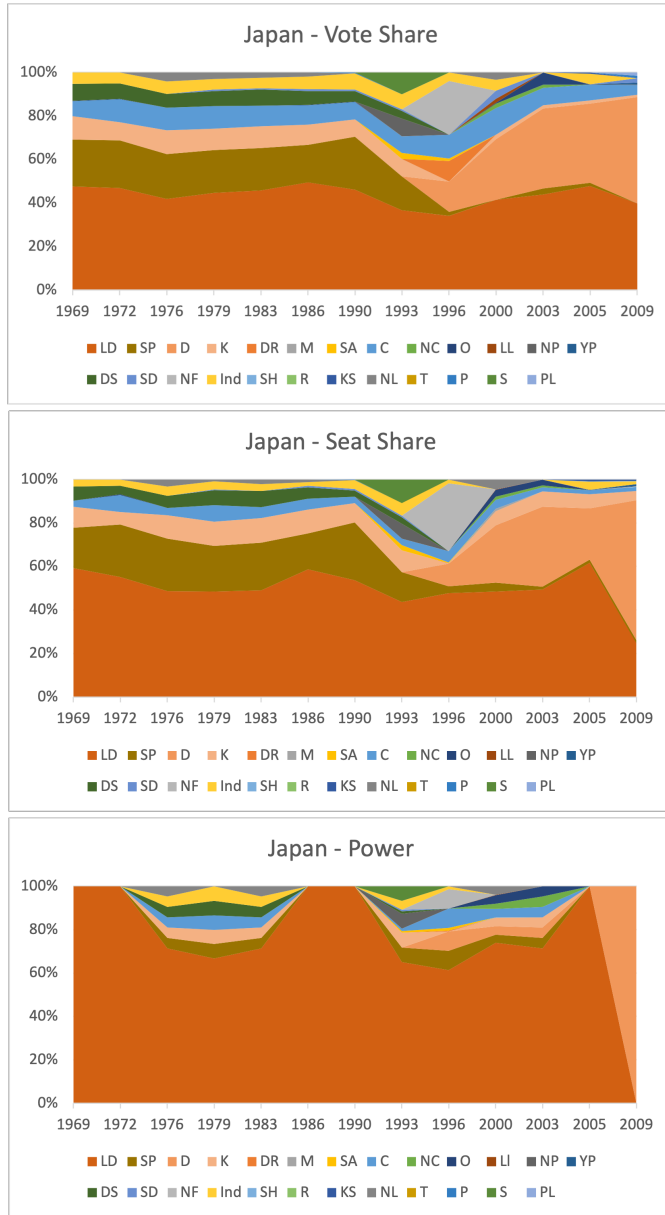 Japan - Vote Share
100%
80%
60%
40%
20%
0%
1969 1972 1976 1979 1983 1986 1990 1993 1996 2000 2003 2005 2009
LD SP D K DR M SA C NC O LL NP YP
DS SD NF Ind SH R KS NL T P S PL
Japan - Seat Share
100%
80%
60%
40%
20%
0%
1969 1972 1976 1979 1983 1986 1990 1993 1996 2000 2003 2005 2009
LD SP D K DR M SA C NC O LL NP YP
DS SD NF Ind SH R KS NL T P S PL
Japan - Power
100%
80%
60%
40%
20%
0%
1969 1972 1976 1979 1983 1986 1990 1993 1996 2000 2003 2005 2009
LD SP D K DR M SA C NC O Ll NP YP
DS SD NF Ind SH R KS NL T P S PL